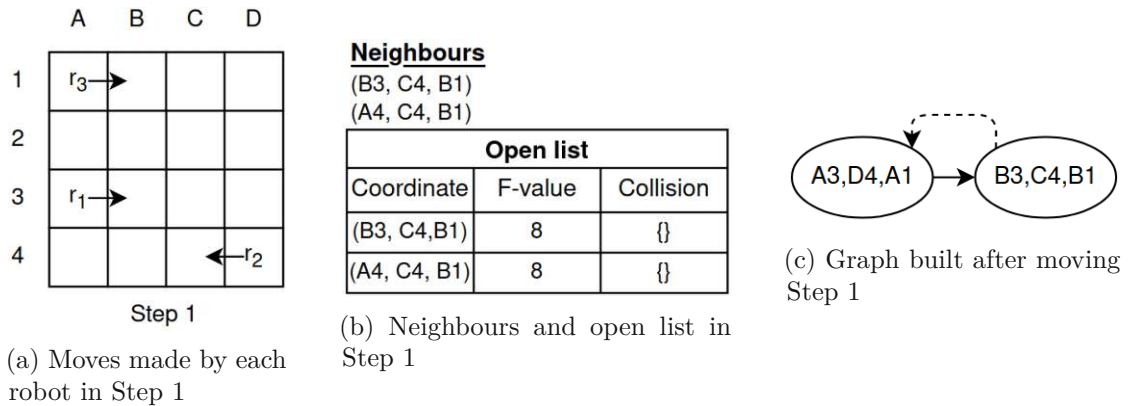 A B C D
1 r3
2
3 r1
4 r2
Step 1
(a) Moves made by each
robot in Step 1
Neighbours
(B3, C4, B1)
(A4, C4, B1)
Open list
Coordinate F-value Collision
(B3, C4,B1) 8 {}
(A4, C4, B1) 8 {}
(b) Neighbours and open list in
Step 1
A3,D4,A1 B3,C4,B1
(c) Graph built after moving
Step 1